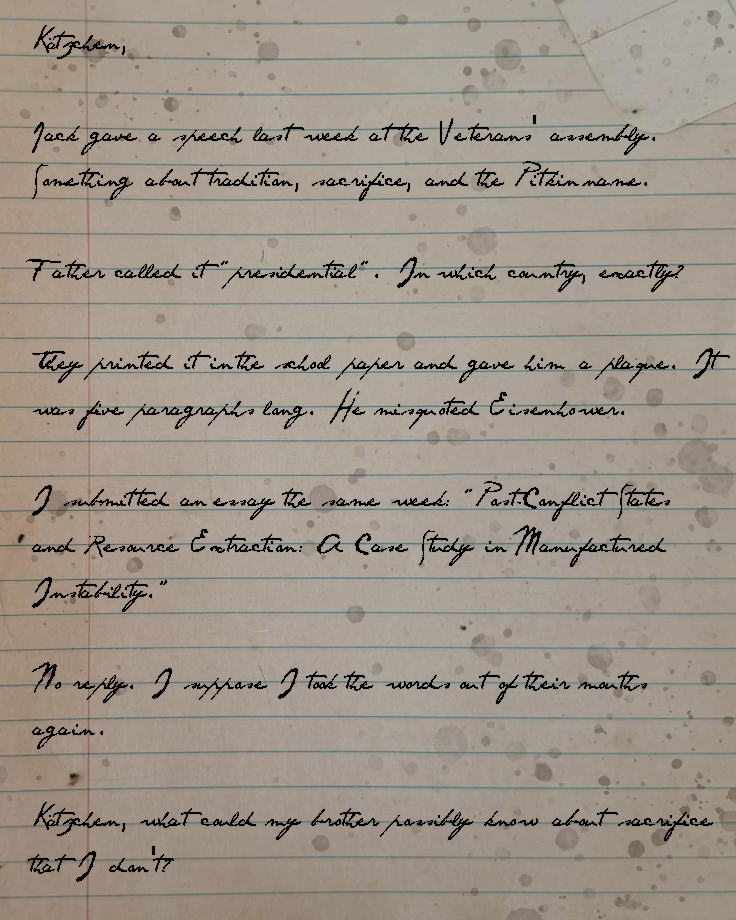 Kätzchem,
Jack gave a speech last week at the Veterans' assembly.
Something about tradition, sacrifice, and the Pitkin name.
Father called it "presidential". In which country, exactly?
They printed it in the school paper and gave him a plaque. It
was five paragraphs long. He misquoted Eisenhower.
I submitted an essay the same week: "Post-Conflict States
and Resource Extraction: A Case Study in Manufactured
Instability."
No reply. I suppose I took the words out of their mouths
again.
Kätzchem, what could my brother possibly know about sacrifice
that I don't?